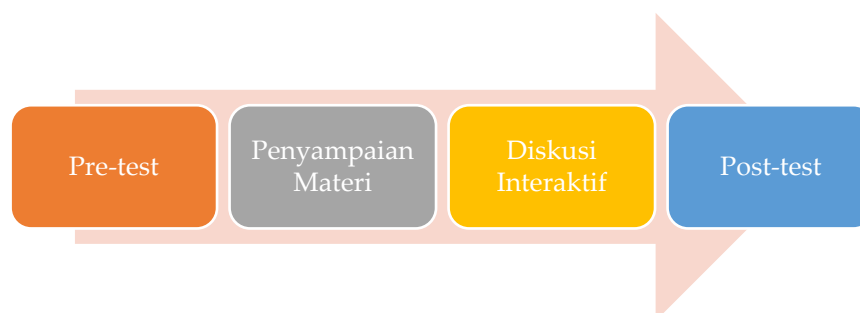 Pre-test
Penyampaian
Materi
Diskusi
Interaktif
Post-test